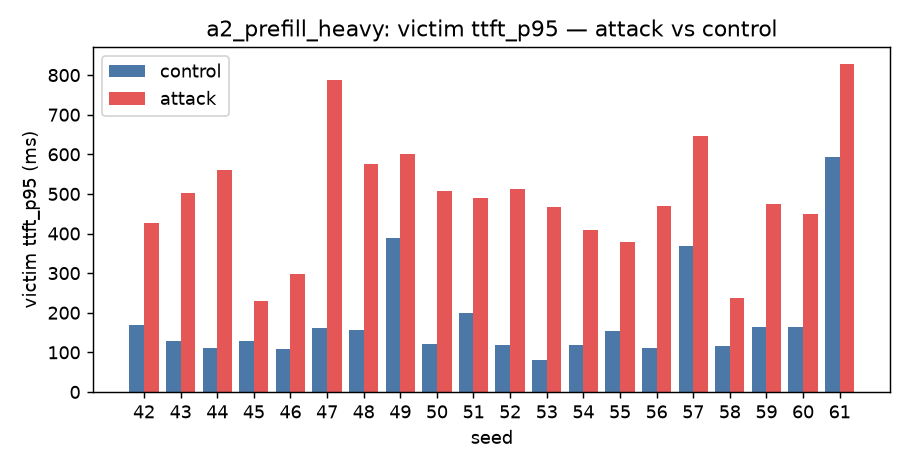 a2_prefill_heavy: victim ttft_p95 — attack vs control
control
attack
victim ttft_p95 (ms)
800
700
600
500
400
300
200
100
0
42 43 44 45 46 47 48 49 50 51 52 53 54 55 56 57 58 59 60 61
seed